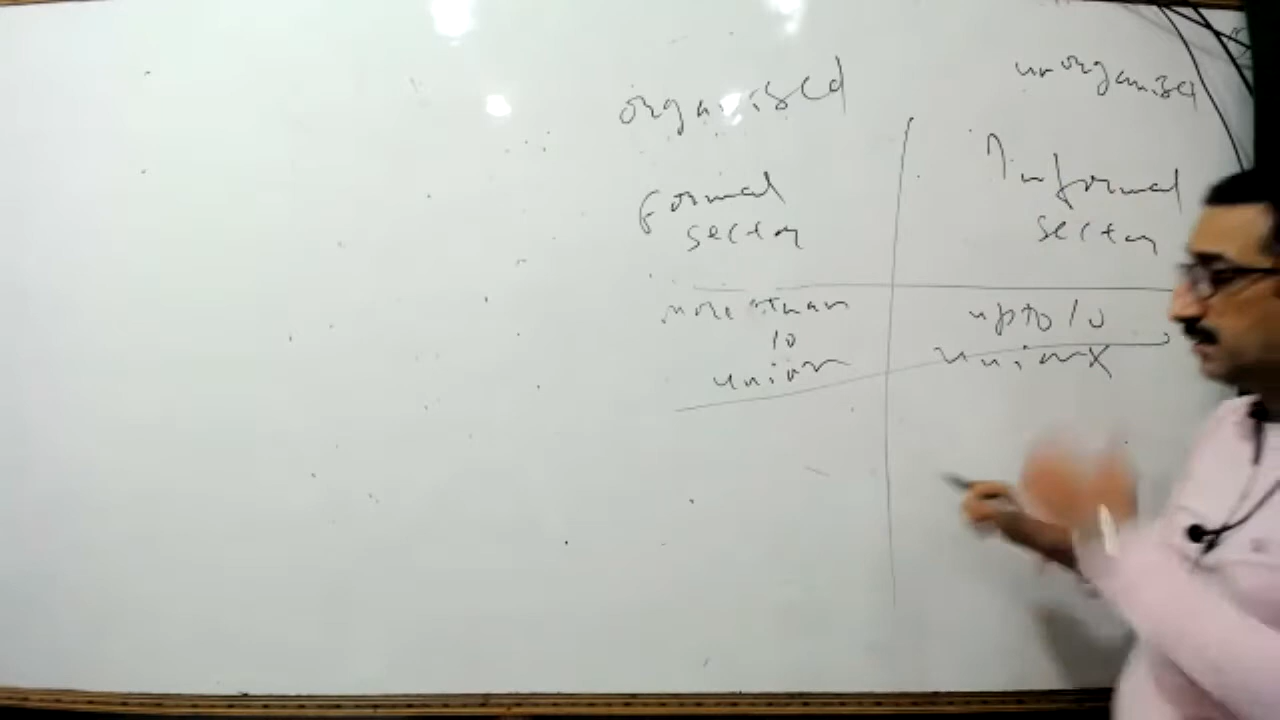 organised
Formal
sector
more than
10
union
unorganised
Informal
sector
upto 10
union X